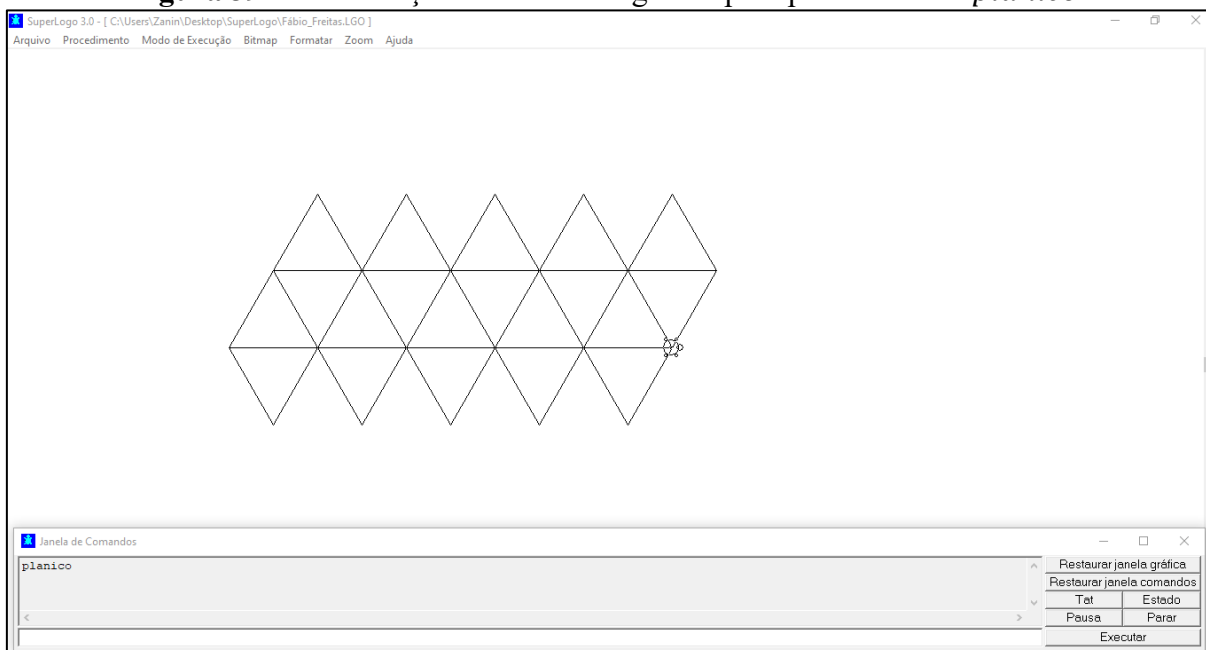 SuperLogo 3.0 - [ C:\Users\Zanin\Desktop\SuperLogo\Fábio_Freitas.LGO ]
Arquivo Procedimento Modo de Execução Bitmap Formatar Zoom Ajuda
Janela de Comandos
planico
Restaurar janela gráfica
Restaurar janela comandos
Tat Estado
Pausa Parar
Executar